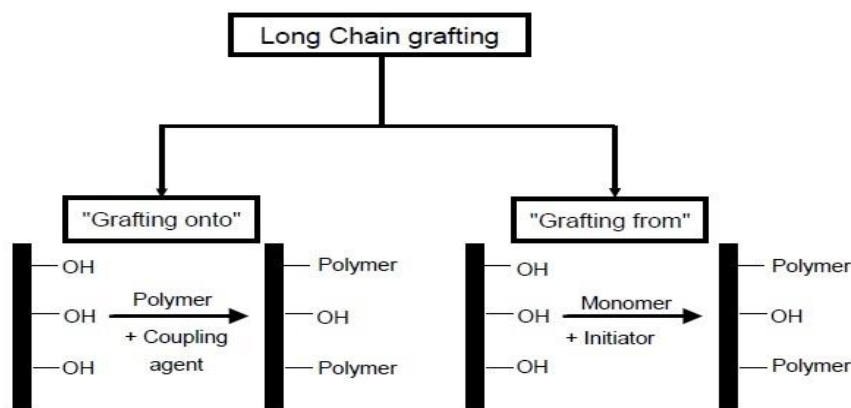 Long Chain grafting
"Grafting onto"
"Grafting from"
OH
Polymer
OH
Polymer
OH
Polymer
+ Coupling
agent
OH
OH
Polymer
OH
Monomer
OH
+ Initiator
OH
Polymer
OH
Polymer